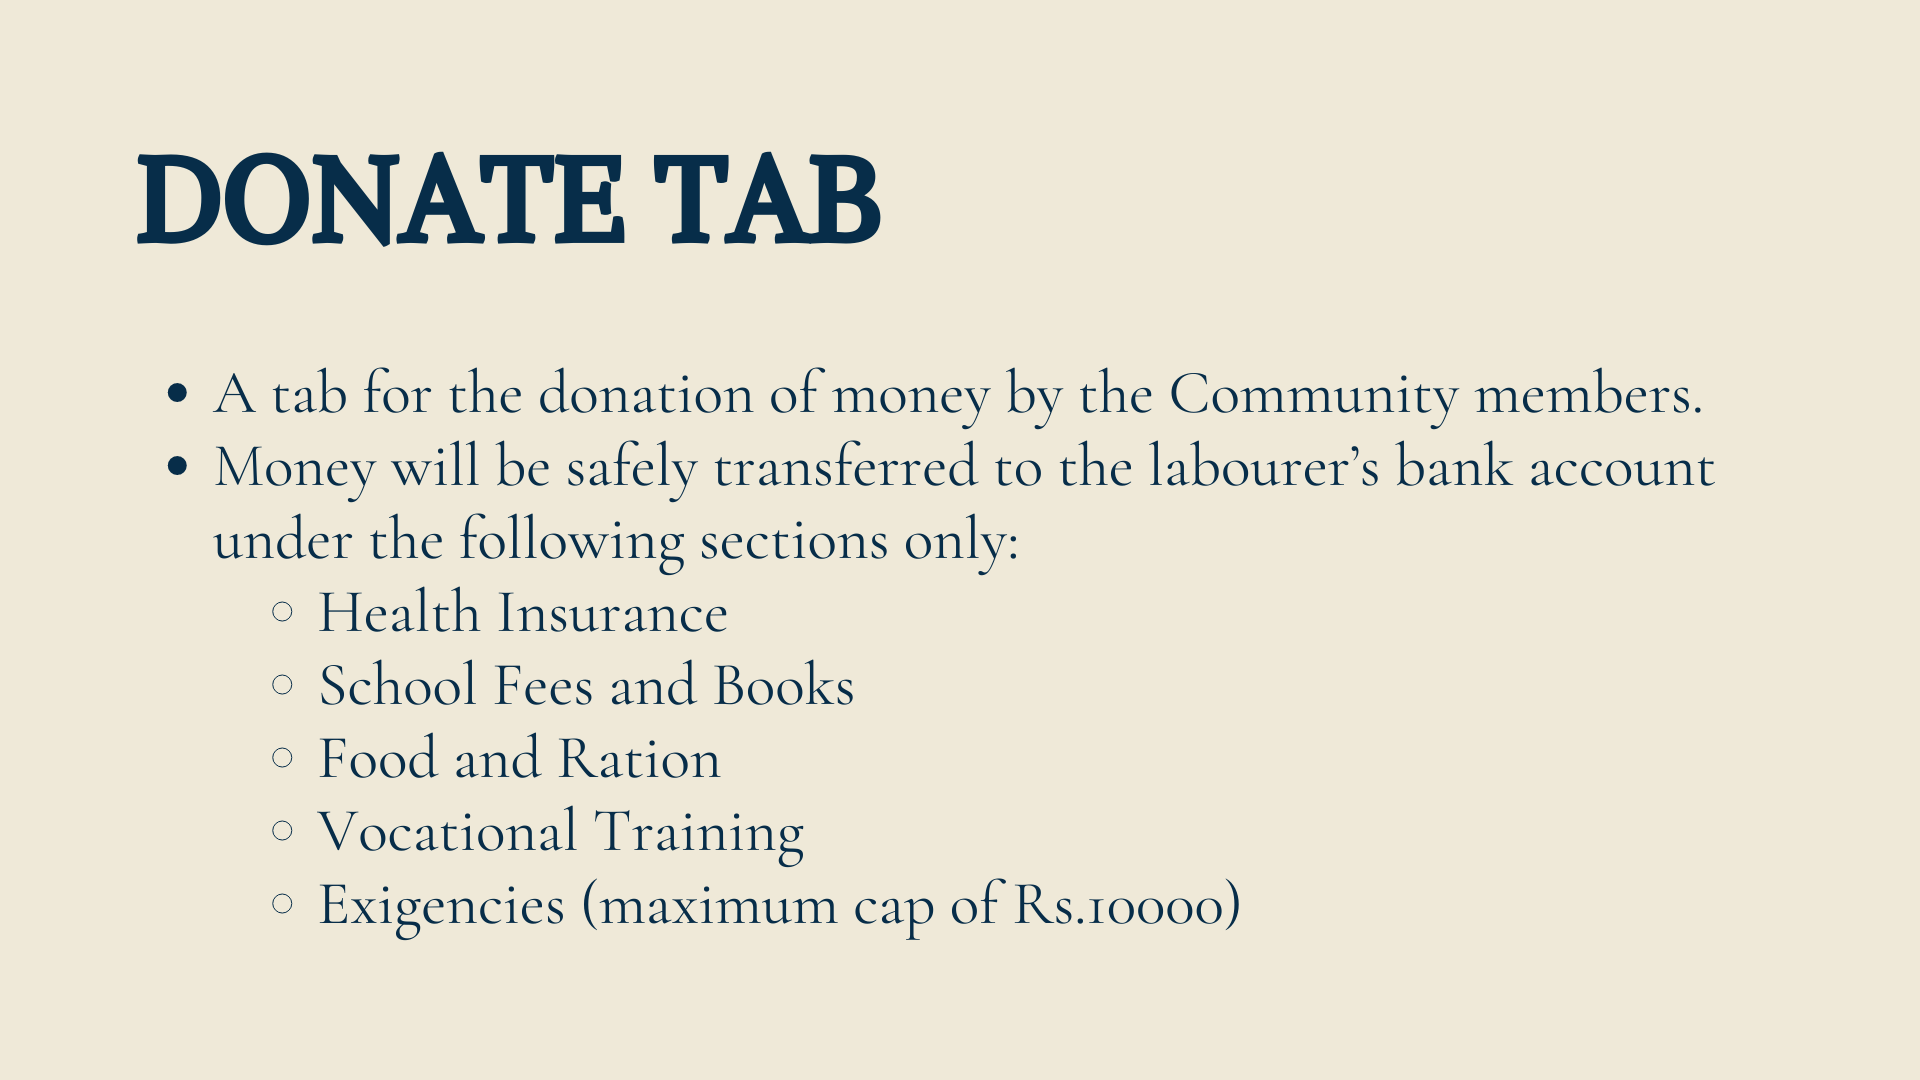 DONATE TAB
• A tab for the donation of money by the Community members.
• Money will be safely transferred to the labourer’s bank account
under the following sections only:
○ Health Insurance
○ School Fees and Books
○ Food and Ration
○ Vocational Training
○ Exigencies (maximum cap of Rs.10000)